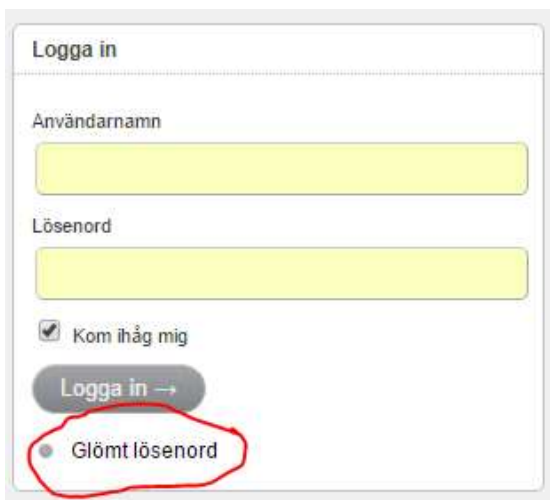 Logga in
Användarnamn
Lösenord
Kom ihåg mig
Logga in →
Glömt lösenord